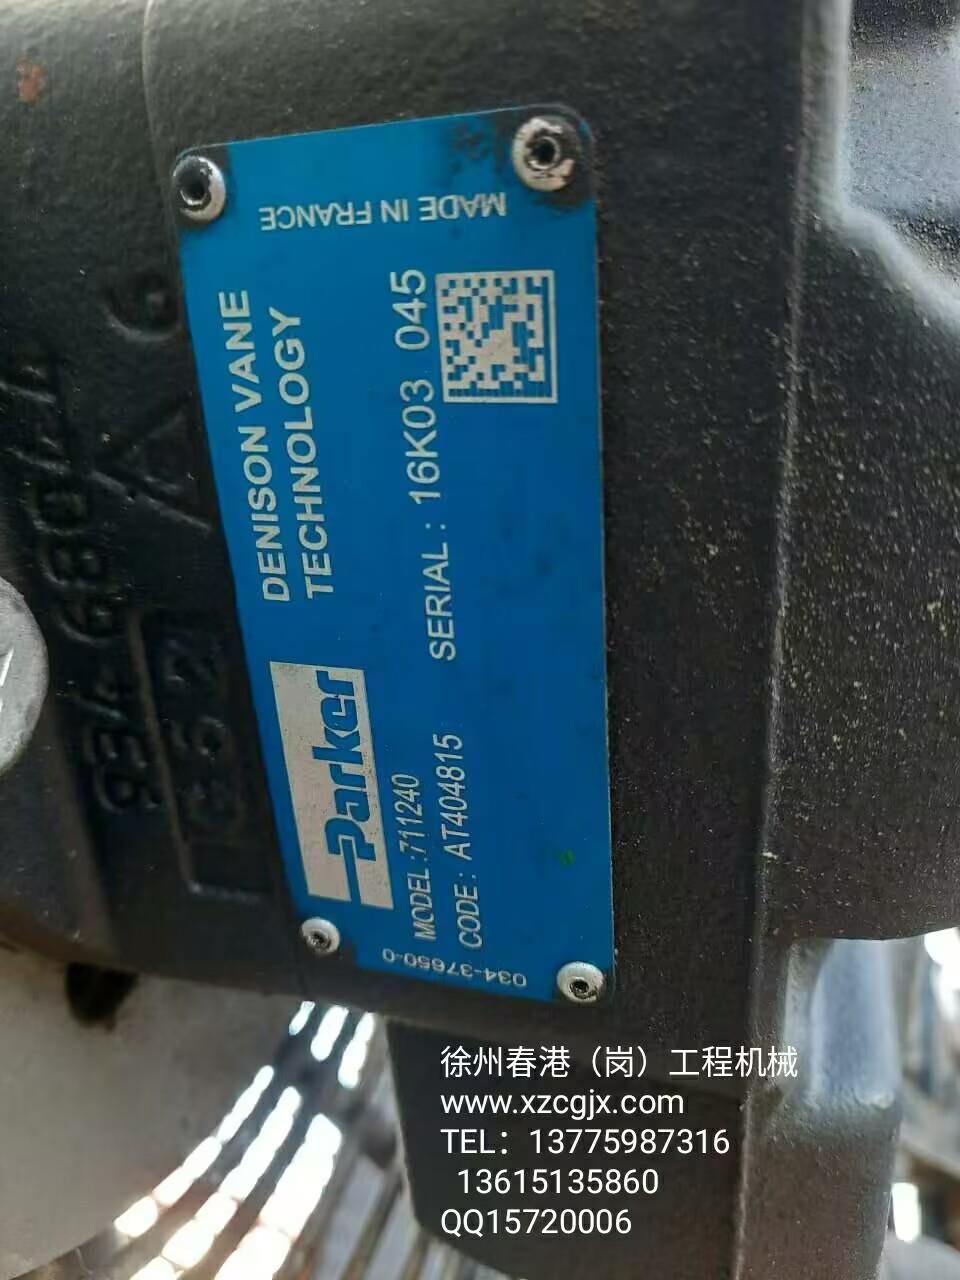 MADE IN FRANCE
DENISON VANE
TECHNOLOGY
Parker
MODEL:711240
CODE: AT404815
SERIAL: 16K03 045
034-37650-0
徐州春港（岗）工程机械
www.xzcgjx.com
TEL：13775987316
13615135860
QQ15720006